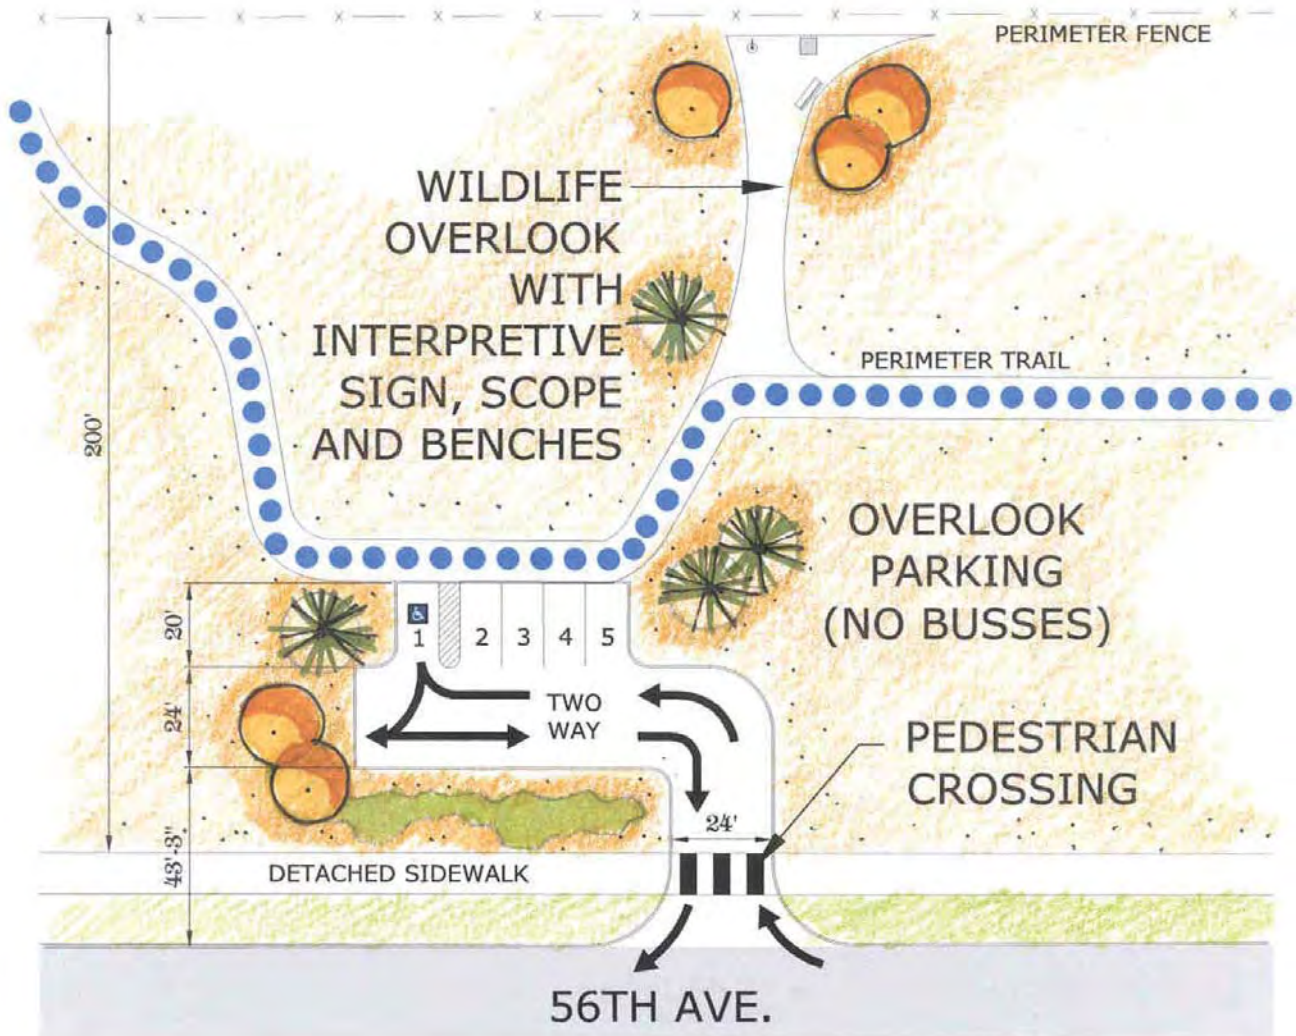 PERIMETER FENCE
WILDLIFE
OVERLOOK
WITH
INTERPRETIVE
SIGN, SCOPE
AND BENCHES
PERIMETER TRAIL
200'
OVERLOOK
PARKING
(NO BUSSES)
20'
1 2 3 4 5
24'
TWO
WAY
PEDESTRIAN
CROSSING
24'
43'-3"
DETACHED SIDEWALK
56TH AVE.